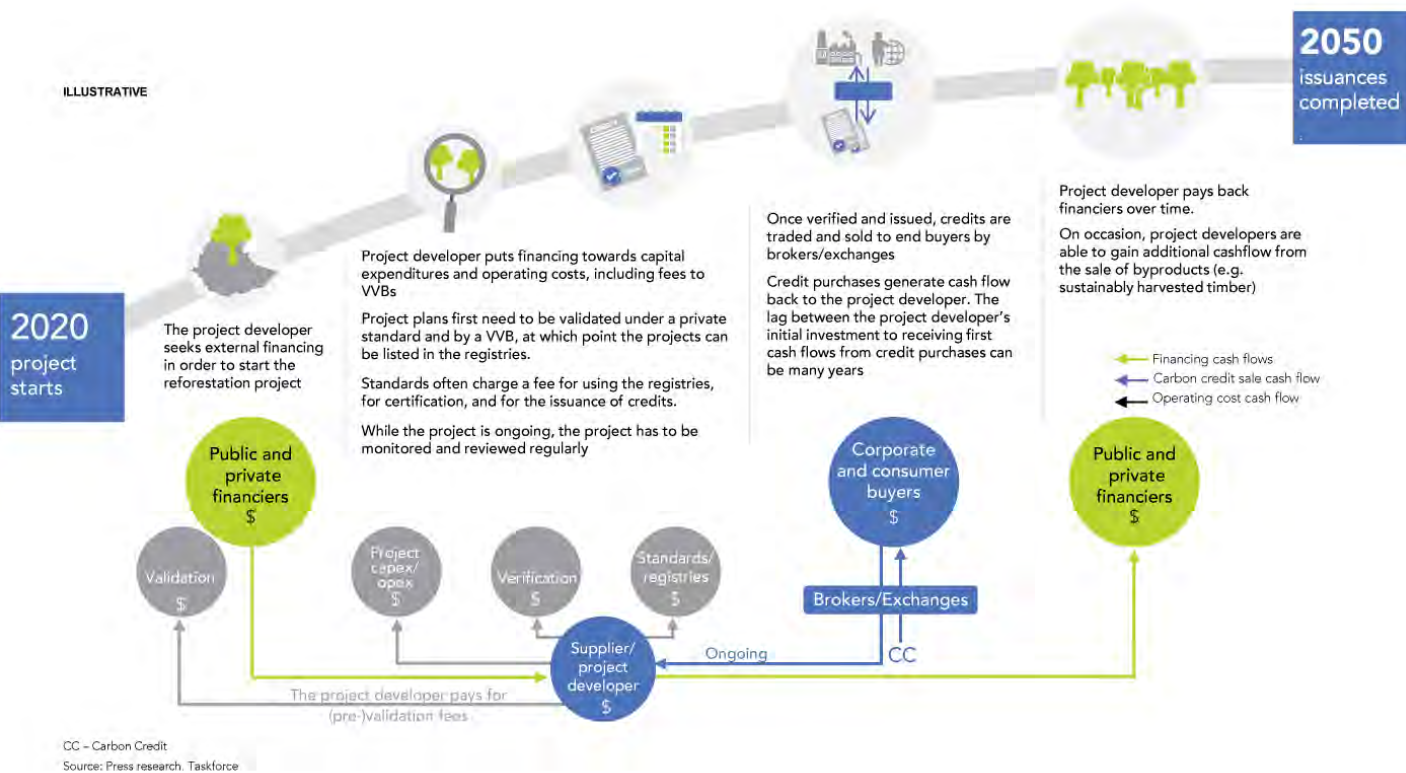 ILLUSTRATIVE
2050
issuances
completed
2020
project
starts
The project developer
seeks external financing
in order to start the
reforestation project
Project developer puts financing towards capital
expenditures and operating costs, including fees to
VVBs
Project plans first need to be validated under a private
standard and by a VVB, at which point the projects can
be listed in the registries.
Standards often charge a fee for using the registries,
for certification, and for the issuance of credits.
While the project is ongoing, the project has to be
monitored and reviewed regularly
Once verified and issued, credits are
traded and sold to end buyers by
brokers/exchanges
Credit purchases generate cash flow
back to the project developer. The
lag between the project developer's
initial investment to receiving first
cash flows from credit purchases can
be many years
Project developer pays back
financiers over time.
On occasion, project developers are
able to gain additional cashflow from
the sale of byproducts (e.g.
sustainably harvested timber)
Financing cash flows
Carbon credit sale cash flow
Operating cost cash flow
Public and
private
financiers
$
Validation
$
Project
capex/
opex
$
Verification
$
Standards/
registries
$
Supplier/
project
developer
$
The project developer pays for
(pre-)validation fees
Corporate
and consumer
buyers
$
Brokers/Exchanges
Ongoing
CC
Public and
private
financiers
$
CC – Carbon Credit
Source: Press research, Taskforce